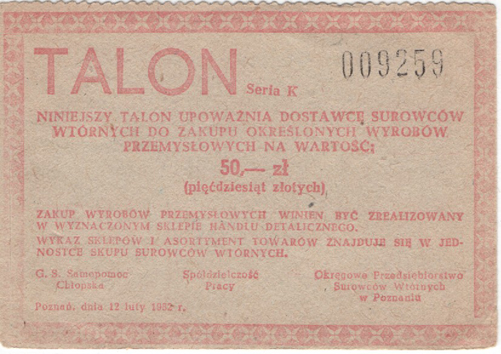 TALON Seria K 009259
NINIEJSZY TALON UPOWAŻNIA DOSTAWCĘ SUROWCÓW
WTÓRNYCH DO ZAKUPU OKREŚLONYCH WYROBÓW
PRZEMYSŁOWYCH NA WARTOŚĆ:
50,— zł
(pięćdziesiąt złotych)
ZAKUP WYROBÓW PRZEMYSŁOWYCH WINIEN BYĆ ZREALIZOWANY
W WYZNACZONYM SKLEPIE HANDLU DETALICZNEGO.
WYKAZ SKLEPÓW I ASORTYMENT TOWARÓW ZNAJDUJE SIĘ W JED-
NOSTCE SKUPU SUROWCÓW WTÓRNYCH.
G. S. Samopomoc Spółdzielczość Okręgowe Przedsiębiorstwo
Chłopska Pracy Surowców Wtórnych
w Poznaniu
Poznań, dnia 12 luty 1982 r.